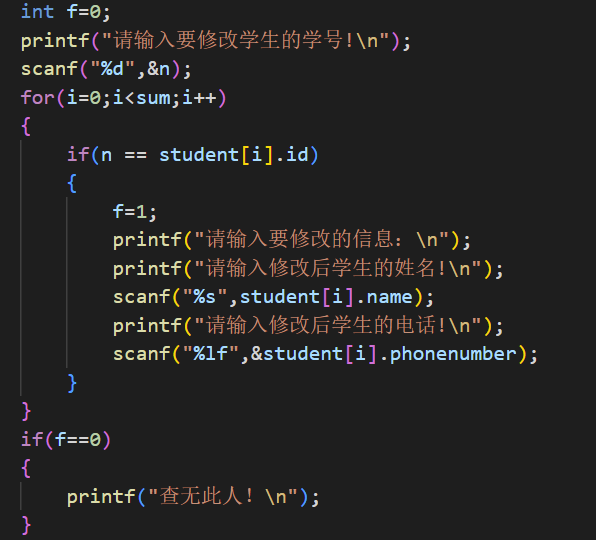 int f=0;
printf("请输入要修改学生的学号!\n");
scanf("%d",&n);
for(i=0;i<sum;i++)
{
if(n == student[i].id)
{
f=1;
printf("请输入要修改的信息：\n");
printf("请输入修改后学生的姓名!\n");
scanf("%s",student[i].name);
printf("请输入修改后学生的电话!\n");
scanf("%lf",&student[i].phonenumber);
}
}
if(f==0)
{
printf("查无此人！\n");
}